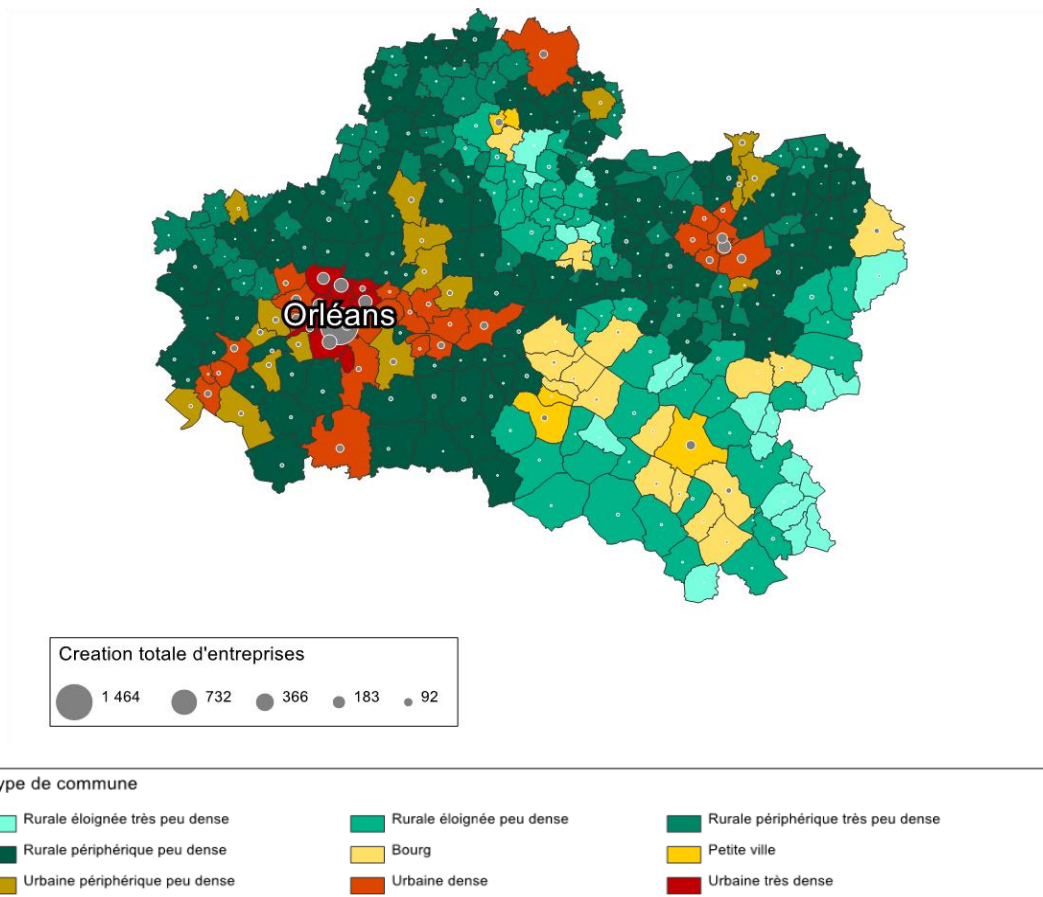 Orléans
Creation totale d'entreprises
1 464
732
366
183
92
ype de commune
Rurale éloignée très peu dense
Rurale éloignée peu dense
Rurale périphérique très peu dense
Rurale périphérique peu dense
Bourg
Petite ville
Urbaine périphérique peu dense
Urbaine dense
Urbaine très dense